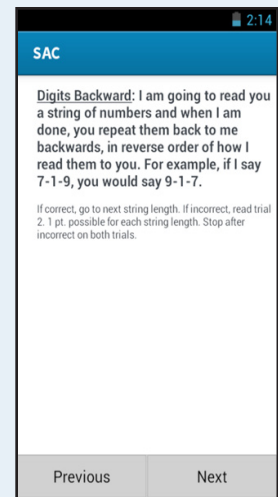 2:14
SAC
Digits Backward: I am going to read you
a string of numbers and when I am
done, you repeat them back to me
backwards, in reverse order of how I
read them to you. For example, if I say
7-1-9, you would say 9-1-7.
If correct, go to next string length. If incorrect, read trial
2. 1 pt. possible for each string length. Stop after
incorrect on both trials.
Previous Next